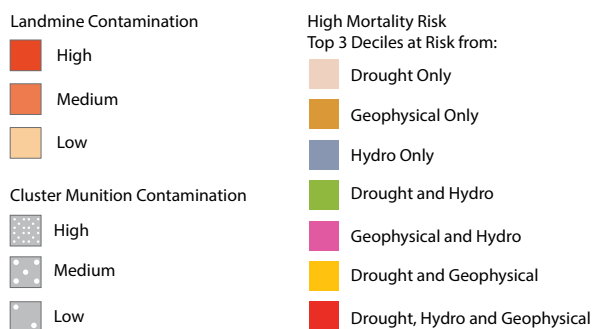 Landmine Contamination
High
Medium
Low
Cluster Munition Contamination
High
Medium
Low
High Mortality Risk
Top 3 Deciles at Risk from:
Drought Only
Geophysical Only
Hydro Only
Drought and Hydro
Geophysical and Hydro
Drought and Geophysical
Drought, Hydro and Geophysical